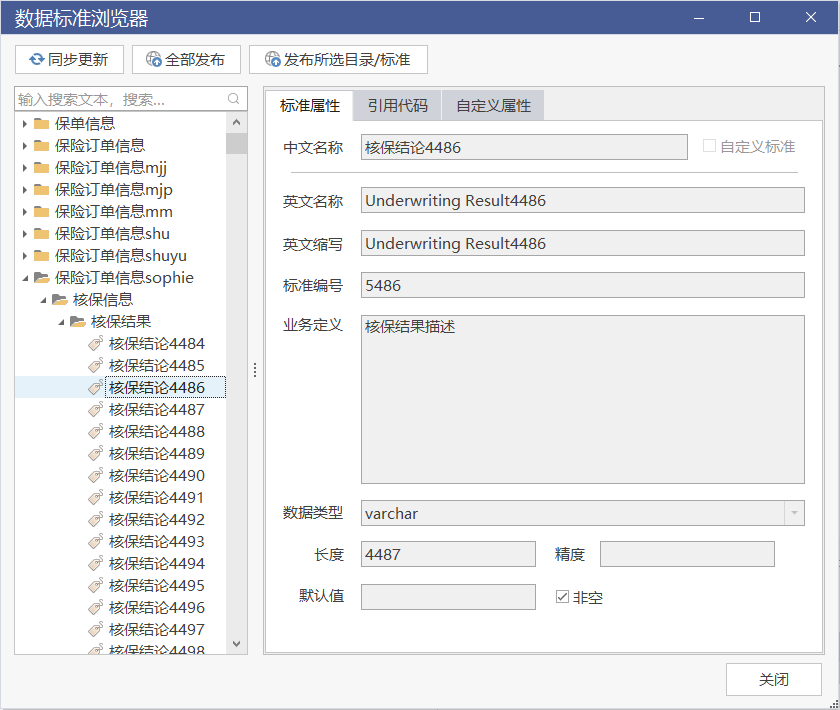 数据标准浏览器
同步更新 全部发布 发布所选目录/标准
输入搜索文本，搜索...
保单信息
保险订单信息
保险订单信息mjj
保险订单信息mjp
保险订单信息mm
保险订单信息shu
保险订单信息shuyu
保险订单信息sophie
核保信息
核保结果
核保结论4484
核保结论4485
核保结论4486
核保结论4487
核保结论4488
核保结论4489
核保结论4490
核保结论4491
核保结论4492
核保结论4493
核保结论4494
核保结论4495
核保结论4496
核保结论4497
核保结论4498
标准属性 引用代码 自定义属性
中文名称 核保结论4486 自定义标准
英文名称 Underwriting Result4486
英文缩写 Underwriting Result4486
标准编号 5486
业务定义 核保结果描述
数据类型 varchar
长度 4487 精度
默认值 非空
关闭